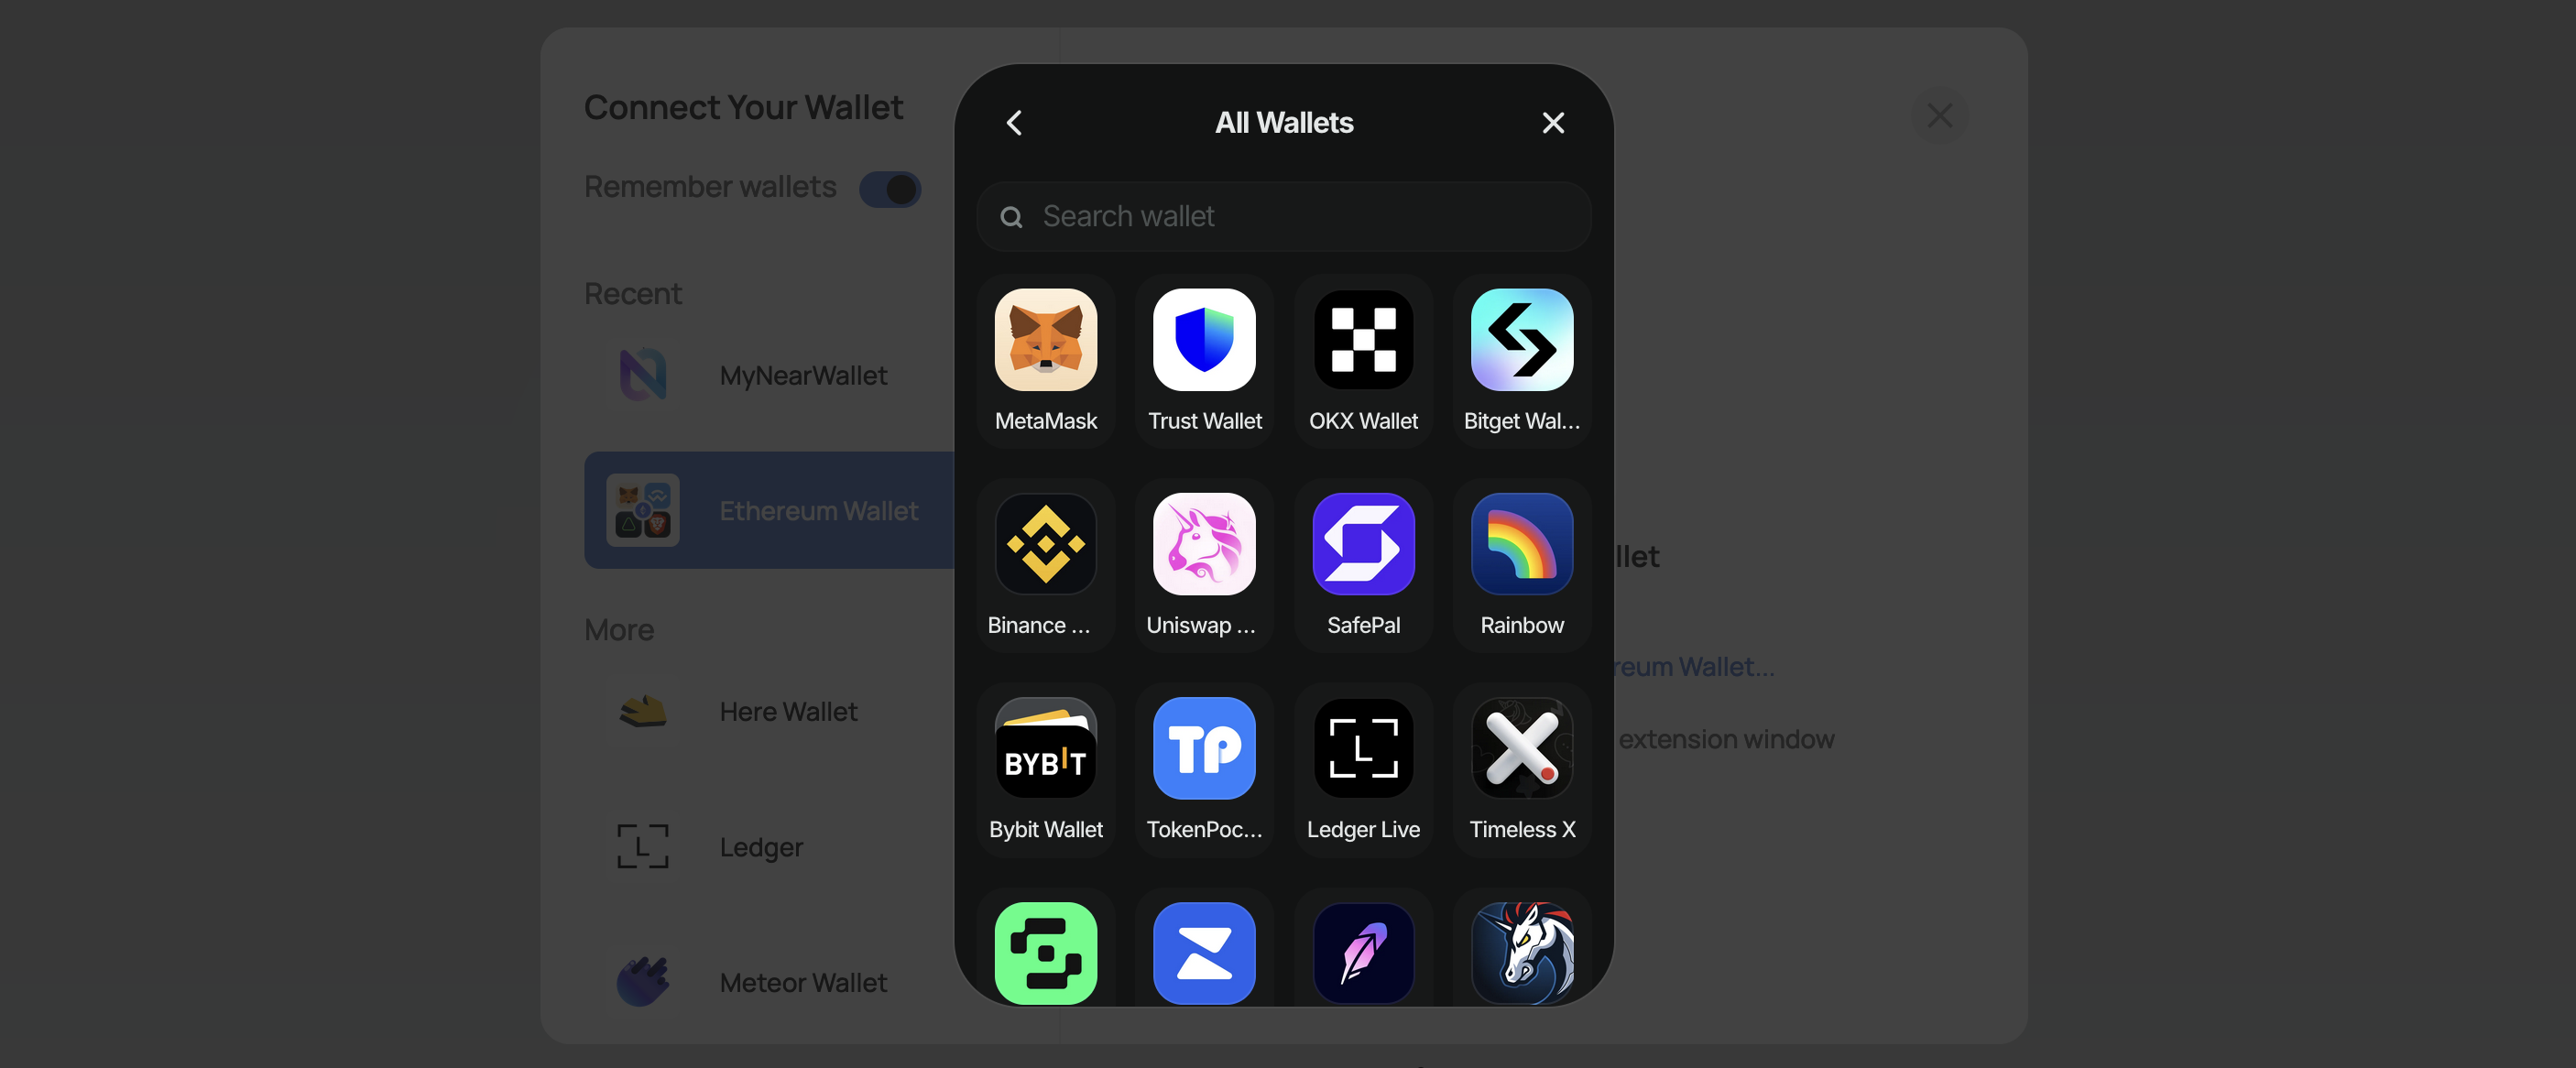 Connect Your Wallet
Remember wallets
Recent
MyNearWallet
Ethereum Wallet
More
Here Wallet
L
Ledger
Meteor Wallet
All Wallets
Search wallet
MetaMask
Trust Wallet
OKX Wallet
Bitget Wal...
Binance ...
Uniswap ...
SafePal
Rainbow
BYBIT
TP
L
Bybit Wallet
TokenPoc...
Ledger Live
Timeless X
llet
reum Wallet...
extension window